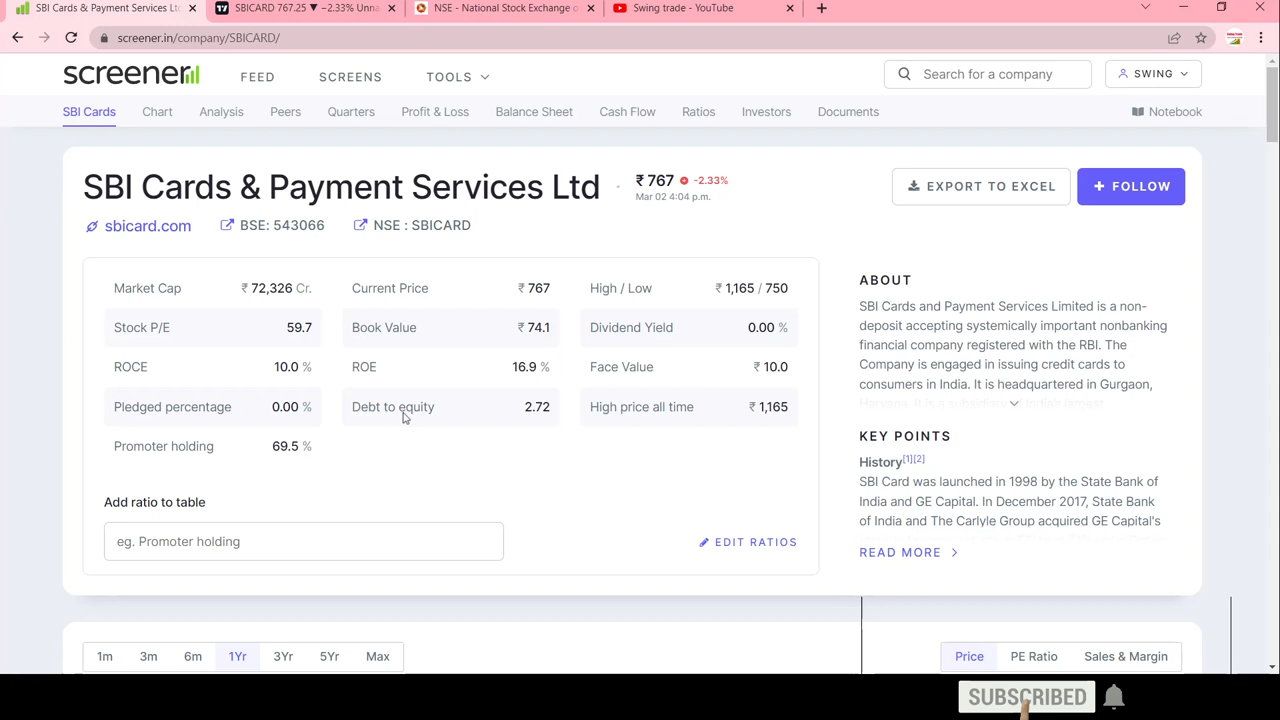 SBI Cards & Payment Services Ltd
SBICARD 767.25 ▼ −2.33% Unna
NSE - National Stock Exchange o
Swing trade - YouTube
screener.in/company/SBICARD/
screener
FEED
SCREENS
TOOLS
Search for a company
SWING
SBI Cards
Chart
Analysis
Peers
Quarters
Profit & Loss
Balance Sheet
Cash Flow
Ratios
Investors
Documents
Notebook
SBI Cards & Payment Services Ltd
₹ 767 -2.33%
Mar 02 4:04 p.m.
EXPORT TO EXCEL
+ FOLLOW
sbicard.com
BSE: 543066
NSE : SBICARD
Market Cap ₹ 72,326 Cr.
Current Price ₹ 767
High / Low ₹ 1,165 / 750
Stock P/E 59.7
Book Value ₹ 74.1
Dividend Yield 0.00 %
ROCE 10.0 %
ROE 16.9 %
Face Value ₹ 10.0
Pledged percentage 0.00 %
Debt to equity 2.72
High price all time ₹ 1,165
Promoter holding 69.5 %
Add ratio to table
eg. Promoter holding
EDIT RATIOS
ABOUT
SBI Cards and Payment Services Limited is a non-
deposit accepting systemically important nonbanking
financial company registered with the RBI. The
Company is engaged in issuing credit cards to
consumers in India. It is headquartered in Gurgaon,
Haryana. It is a subsidiary of India's largest
KEY POINTS
History[1][2]
SBI Card was launched in 1998 by the State Bank of
India and GE Capital. In December 2017, State Bank
of India and The Carlyle Group acquired GE Capital's
READ MORE
1m
3m
6m
1Yr
3Yr
5Yr
Max
Price
PE Ratio
Sales & Margin
SUBSCRIBED